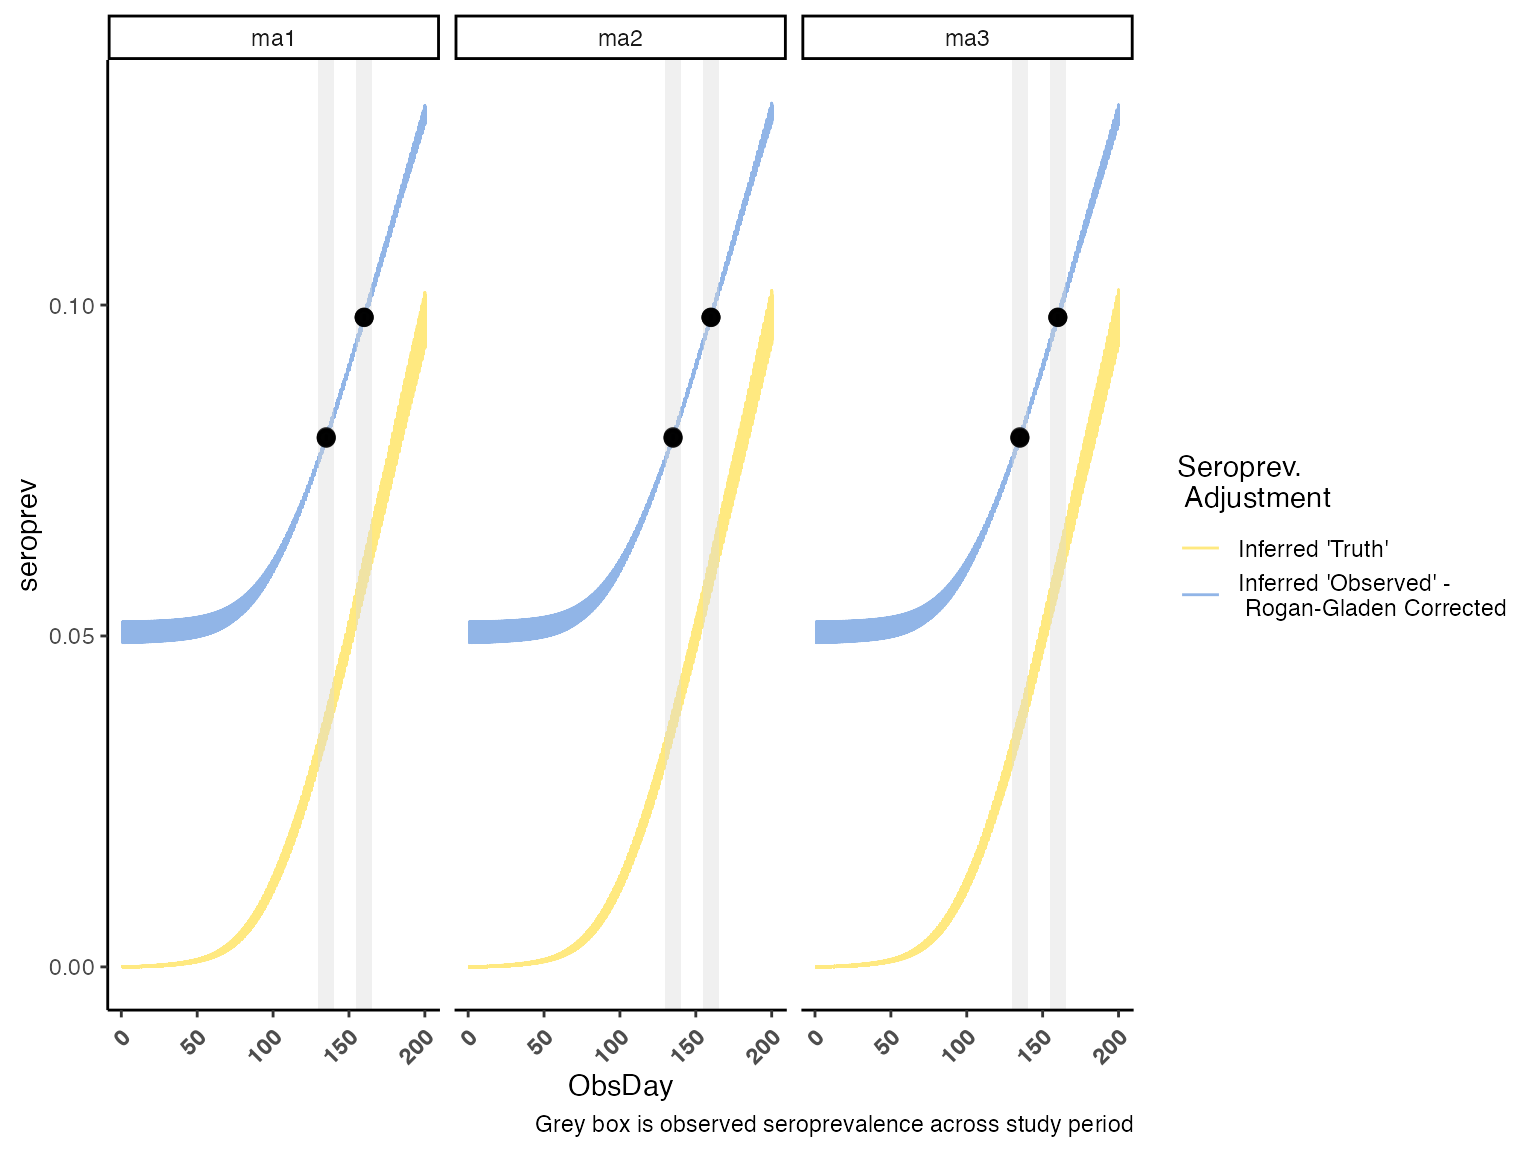 ma1 ma2 ma3
0.10
0.05
0.00
seroprev
0 50 100 150 200 0 50 100 150 200 0 50 100 150 200
ObsDay
Grey box is observed seroprevalence across study period
Seroprev.
Adjustment
Inferred 'Truth'
Inferred 'Observed' -
Rogan-Gladen Corrected